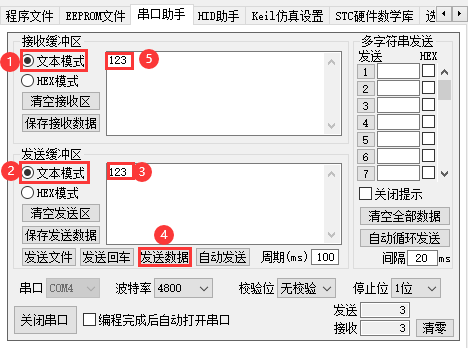 程序文件 EEPROM文件 串口助手 HID助手 Keil仿真设置 STC硬件数学库 选
接收缓冲区
1 文本模式
HEX模式
清空接收区
保存接收数据
123 5
发送缓冲区
2 文本模式
HEX模式
清空发送区
保存发送数据
123 3
4
发送文件 发送回车 发送数据 自动发送 周期(ms) 100
多字符串发送
发送 HEX
1
2
3
4
5
6
7
关闭提示
清空全部数据
自动循环发送
间隔 20 ms
串口 COM4 波特率 4800 校验位 无校验 停止位 1位
关闭串口 编程完成后自动打开串口
发送 3
接收 3 清零